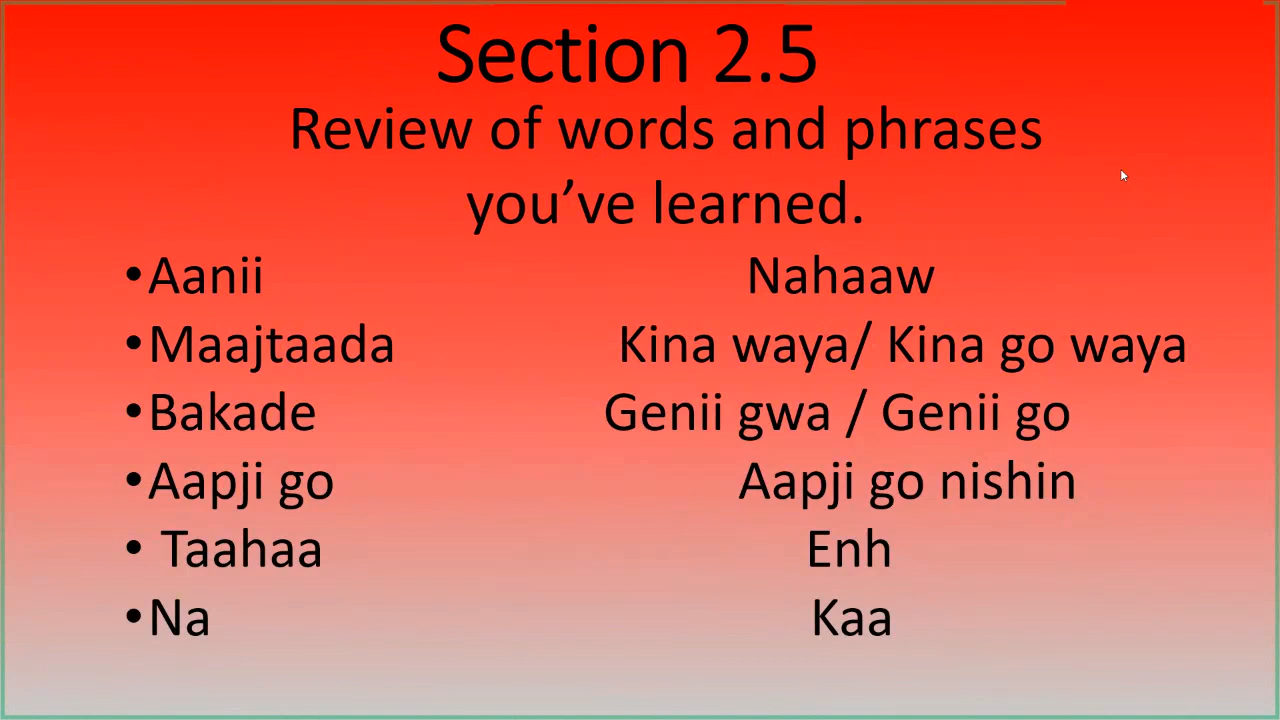 Section 2.5
Review of words and phrases
you’ve learned.
•Aanii Nahaaw
•Maajtaada Kina waya/ Kina go waya
•Bakade Genii gwa / Genii go
•Aapji go Aapji go nishin
• Taahaa Enh
•Na Kaa